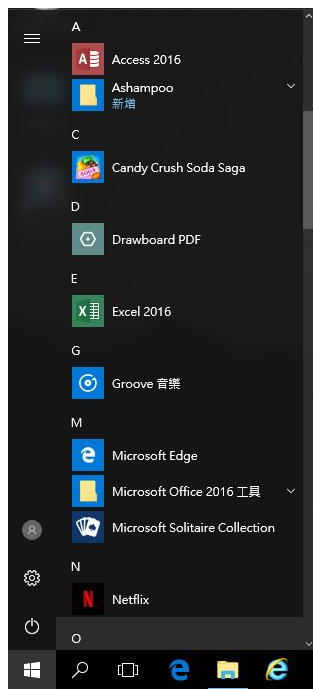 A
Access 2016
Ashampoo
新增
C
Candy Crush Soda Saga
D
Drawboard PDF
E
Excel 2016
G
Groove 音樂
M
Microsoft Edge
Microsoft Office 2016 工具
Microsoft Solitaire Collection
N
Netflix
O